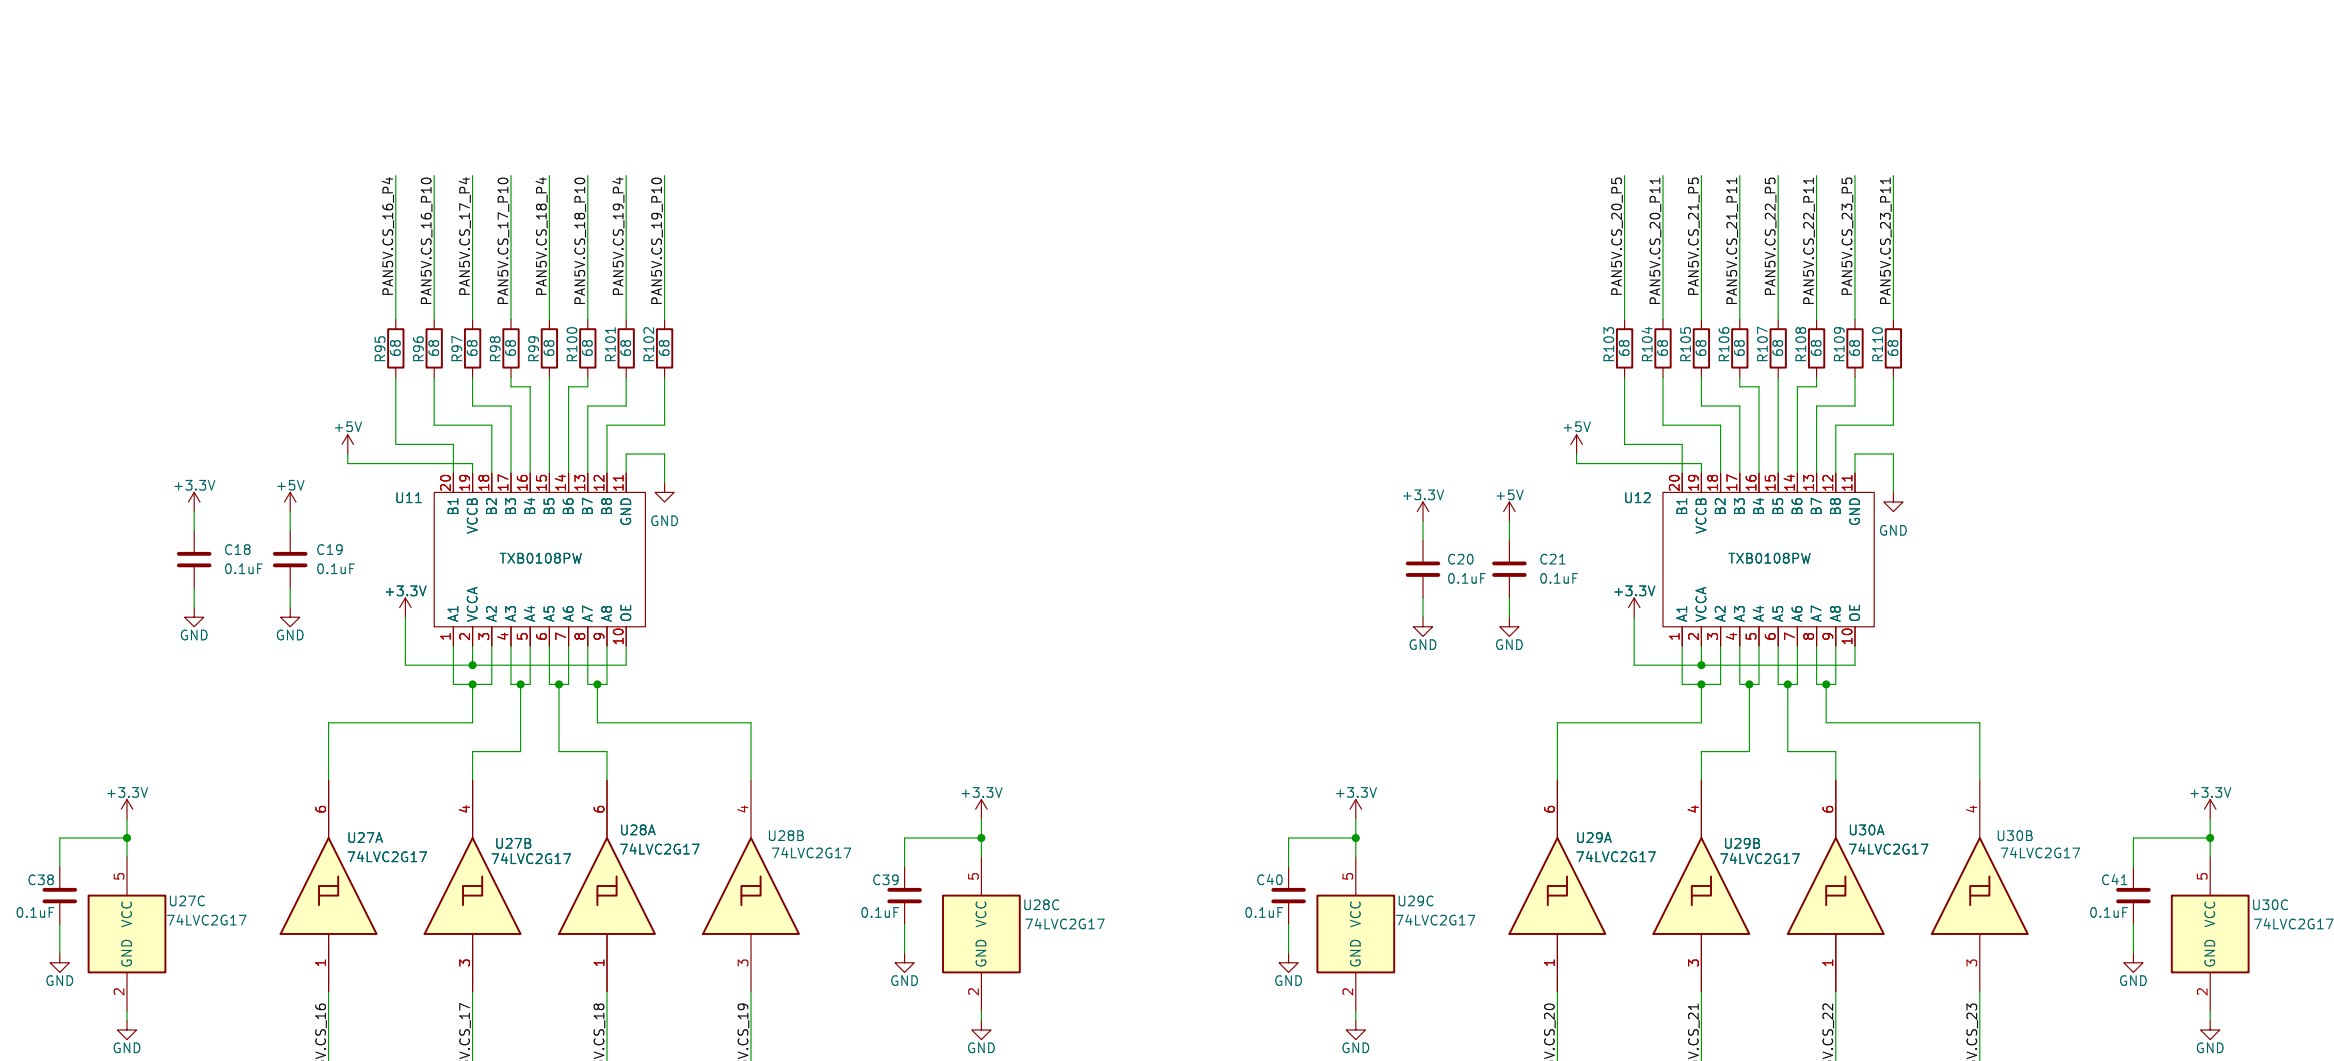 PAN5V.CS_16_P4
PAN5V.CS_16_P10
PAN5V.CS_17_P4
PAN5V.CS_17_P10
PAN5V.CS_18_P4
PAN5V.CS_18_P10
PAN5V.CS_19_P4
PAN5V.CS_19_P10
R95 68
R96 68
R97 68
R98 68
R99 68
R100 68
R101 68
R102 68
+5V
20 19 18 17 16 15 14 13 12 11
U11
B1 VCCB B2 B3 B4 B5 B6 B7 B8 GND
GND
TXB0108PW
+3.3V
A1 VCCA A2 A3 A4 A5 A6 A7 A8 OE
1 2 3 4 5 6 7 8 9 10
+3.3V
C18
0.1uF
GND
+5V
C19
0.1uF
GND
+3.3V
C38
0.1uF
GND
5
U27C
74LVC2G17
GND VCC
2
GND
6
U27A
74LVC2G17
1
V.CS_16
4
U27B
74LVC2G17
3
V.CS_17
6
U28A
74LVC2G17
1
V.CS_18
4
U28B
74LVC2G17
3
V.CS_19
+3.3V
C39
0.1uF
GND
5
U28C
74LVC2G17
GND VCC
2
GND
PAN5V.CS_20_P5
PAN5V.CS_20_P11
PAN5V.CS_21_P5
PAN5V.CS_21_P11
PAN5V.CS_22_P5
PAN5V.CS_22_P11
PAN5V.CS_23_P5
PAN5V.CS_23_P11
R103 68
R104 68
R105 68
R106 68
R107 68
R108 68
R109 68
R110 68
+5V
20 19 18 17 16 15 14 13 12 11
U12
B1 VCCB B2 B3 B4 B5 B6 B7 B8 GND
GND
TXB0108PW
+3.3V
A1 VCCA A2 A3 A4 A5 A6 A7 A8 OE
1 2 3 4 5 6 7 8 9 10
+3.3V
C20
0.1uF
GND
+5V
C21
0.1uF
GND
+3.3V
C40
0.1uF
GND
5
U29C
74LVC2G17
GND VCC
2
GND
6
U29A
74LVC2G17
1
V.CS_20
4
U29B
74LVC2G17
3
V.CS_21
6
U30A
74LVC2G17
1
V.CS_22
4
U30B
74LVC2G17
3
V.CS_23
+3.3V
C41
0.1uF
GND
5
U30C
74LVC2G17
GND VCC
2
GND